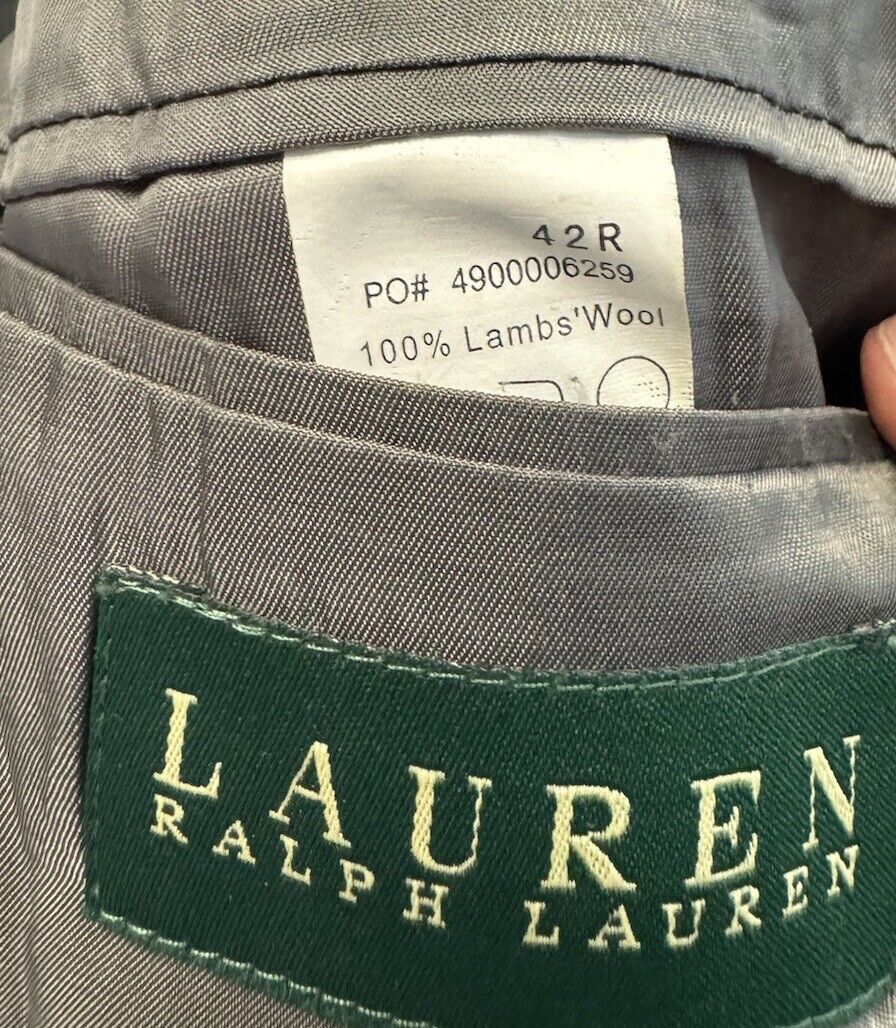 42R
PO# 4900006259
100% Lambs'Wool
LAUREN
RALPH LAUREN